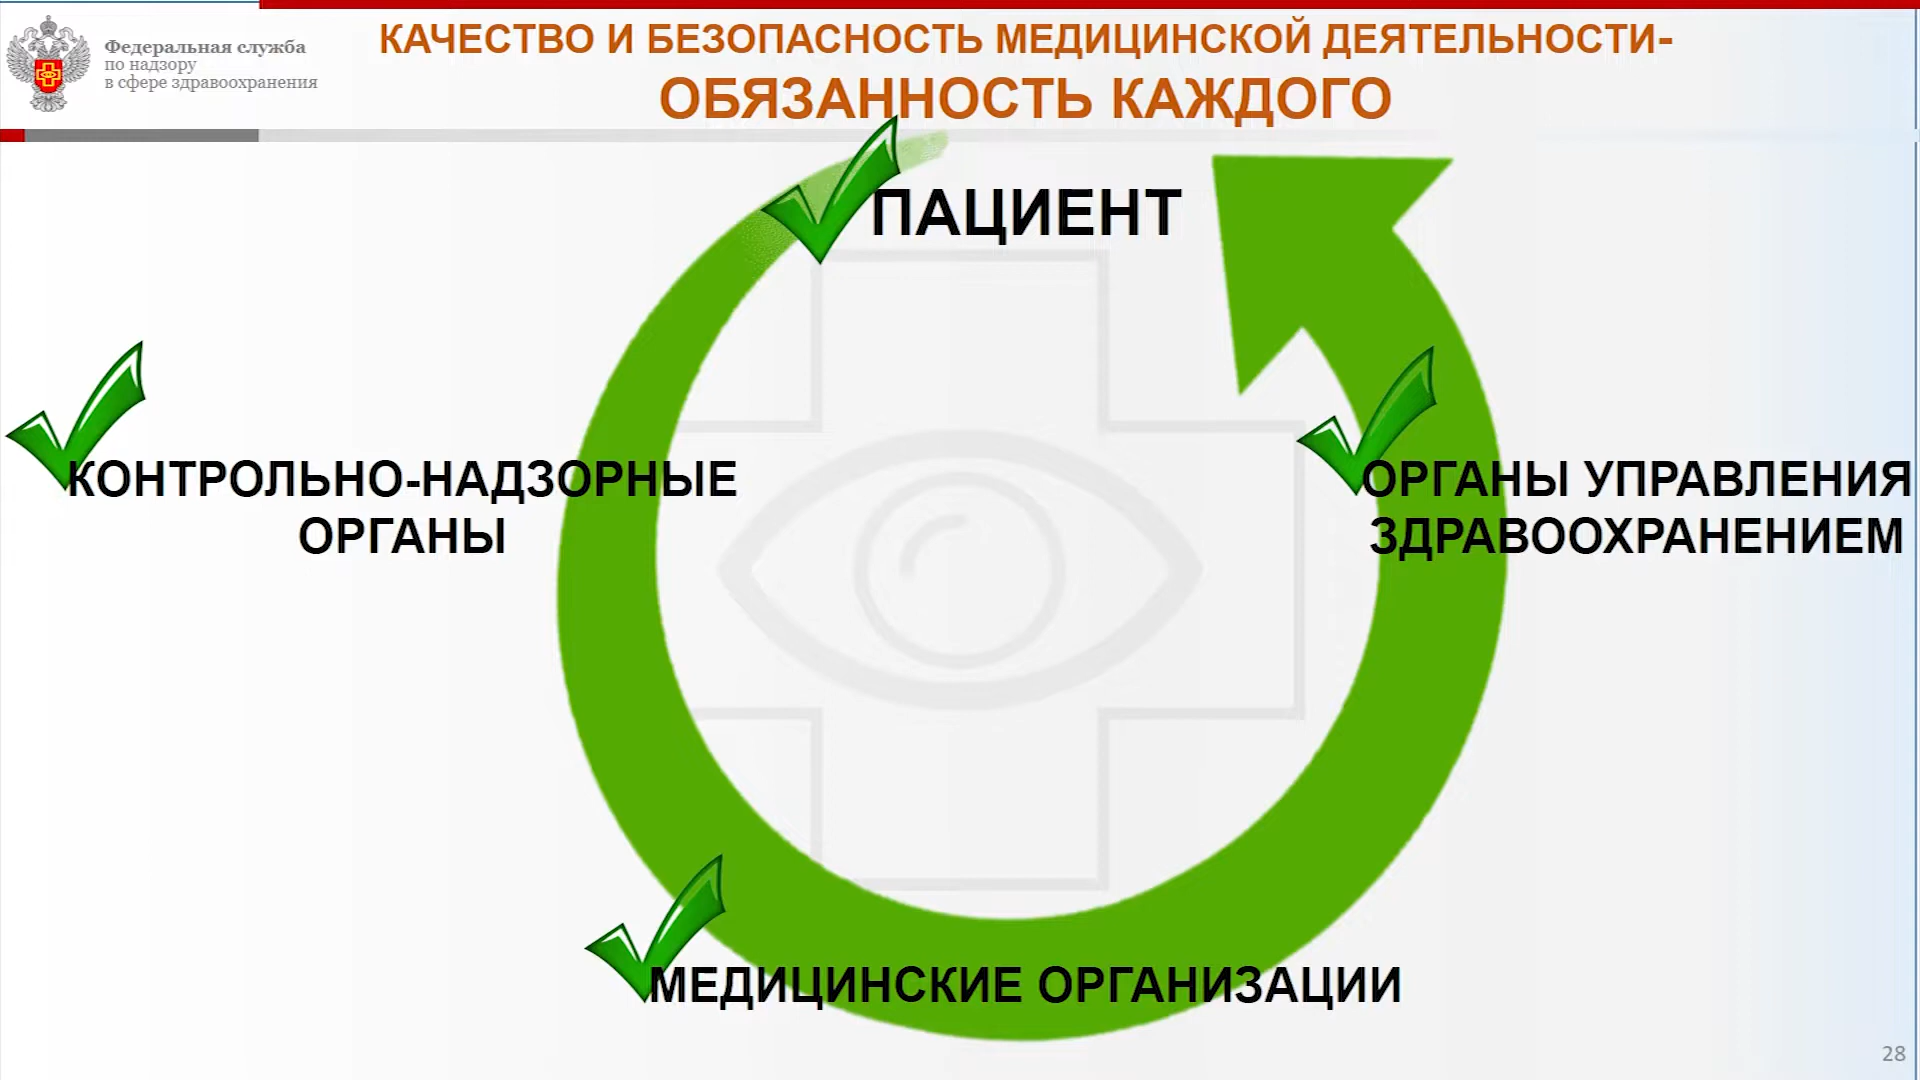 Федеральная служба
по надзору
в сфере здравоохранения
КАЧЕСТВО И БЕЗОПАСНОСТЬ МЕДИЦИНСКОЙ ДЕЯТЕЛЬНОСТИ-
ОБЯЗАННОСТЬ КАЖДОГО
ПАЦИЕНТ
КОНТРОЛЬНО-НАДЗОРНЫЕ
ОРГАНЫ
ОРГАНЫ УПРАВЛЕНИЯ
ЗДРАВООХРАНЕНИЕМ
МЕДИЦИНСКИЕ ОРГАНИЗАЦИИ
28